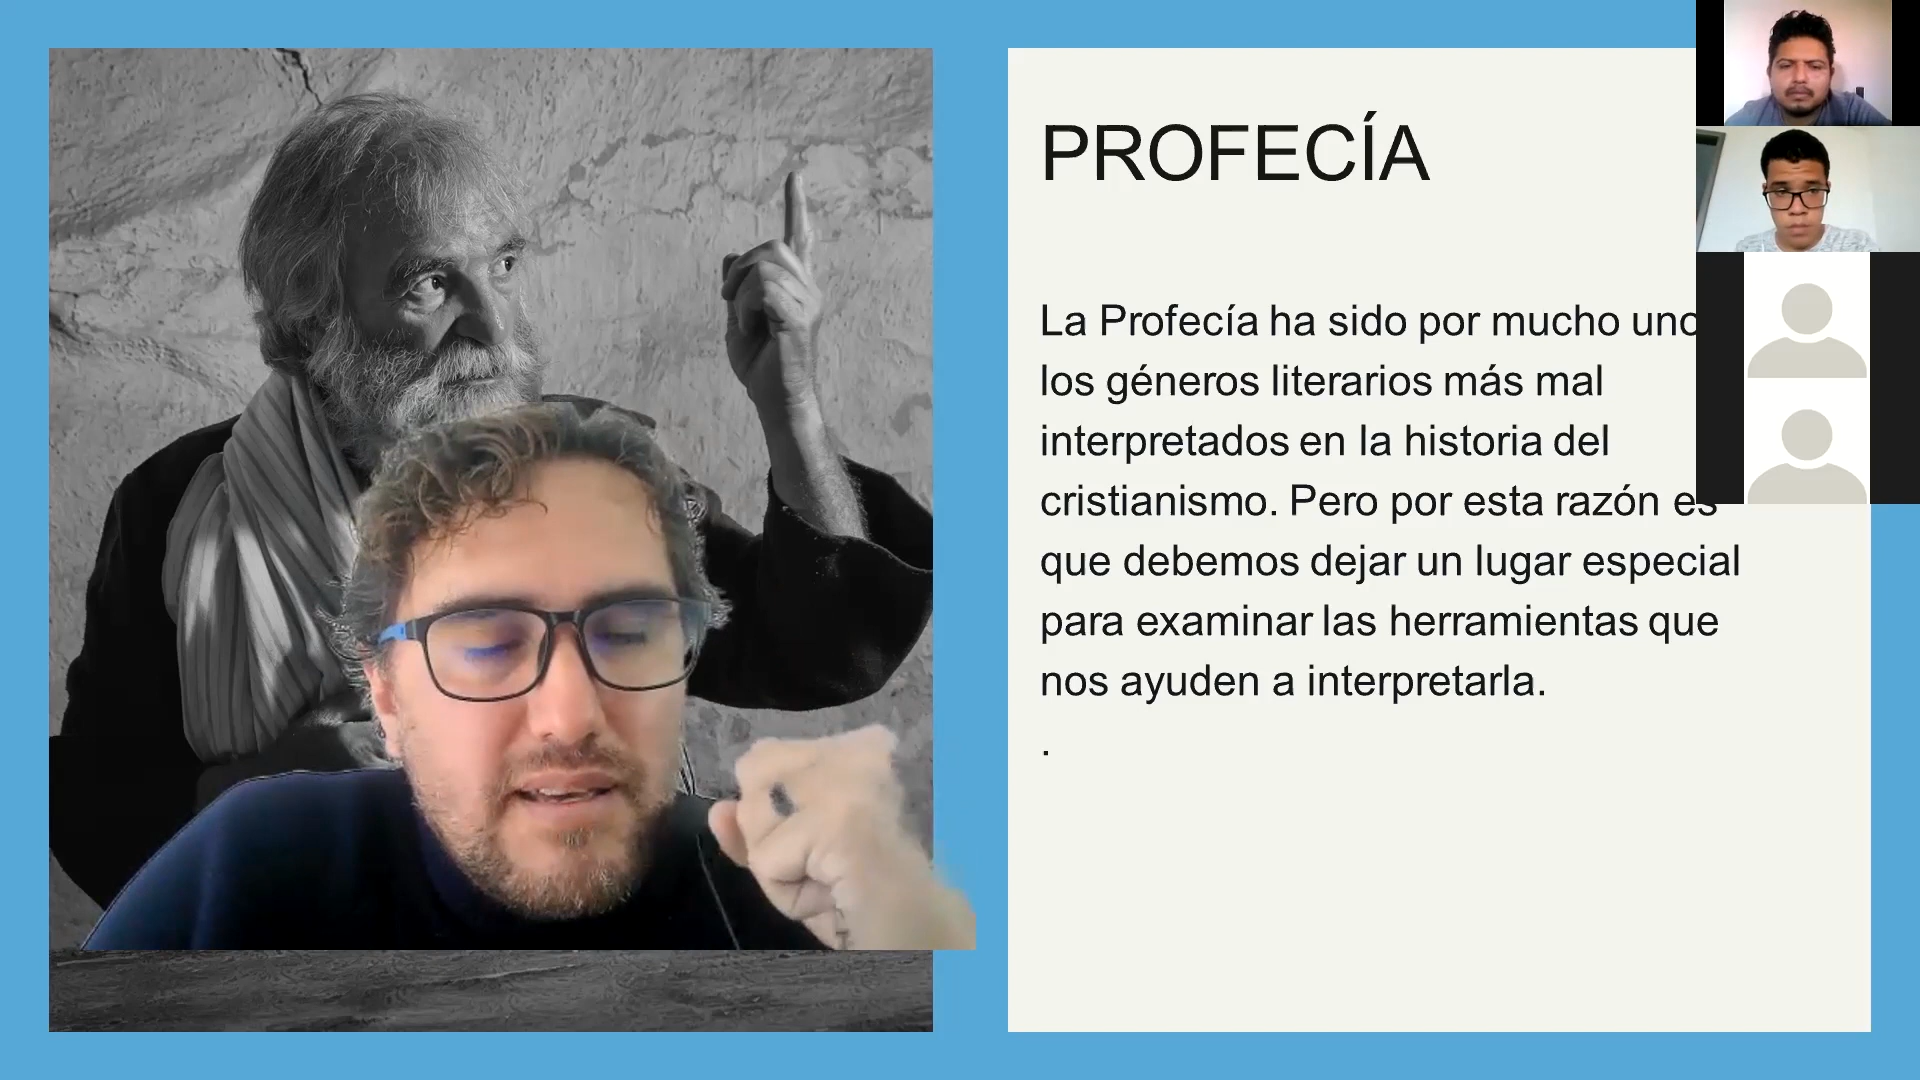 PROFECÍA
La Profecía ha sido por mucho uno
los géneros literarios más mal
interpretados en la historia del
cristianismo. Pero por esta razón es
que debemos dejar un lugar especial
para examinar las herramientas que
nos ayuden a interpretarla.
.